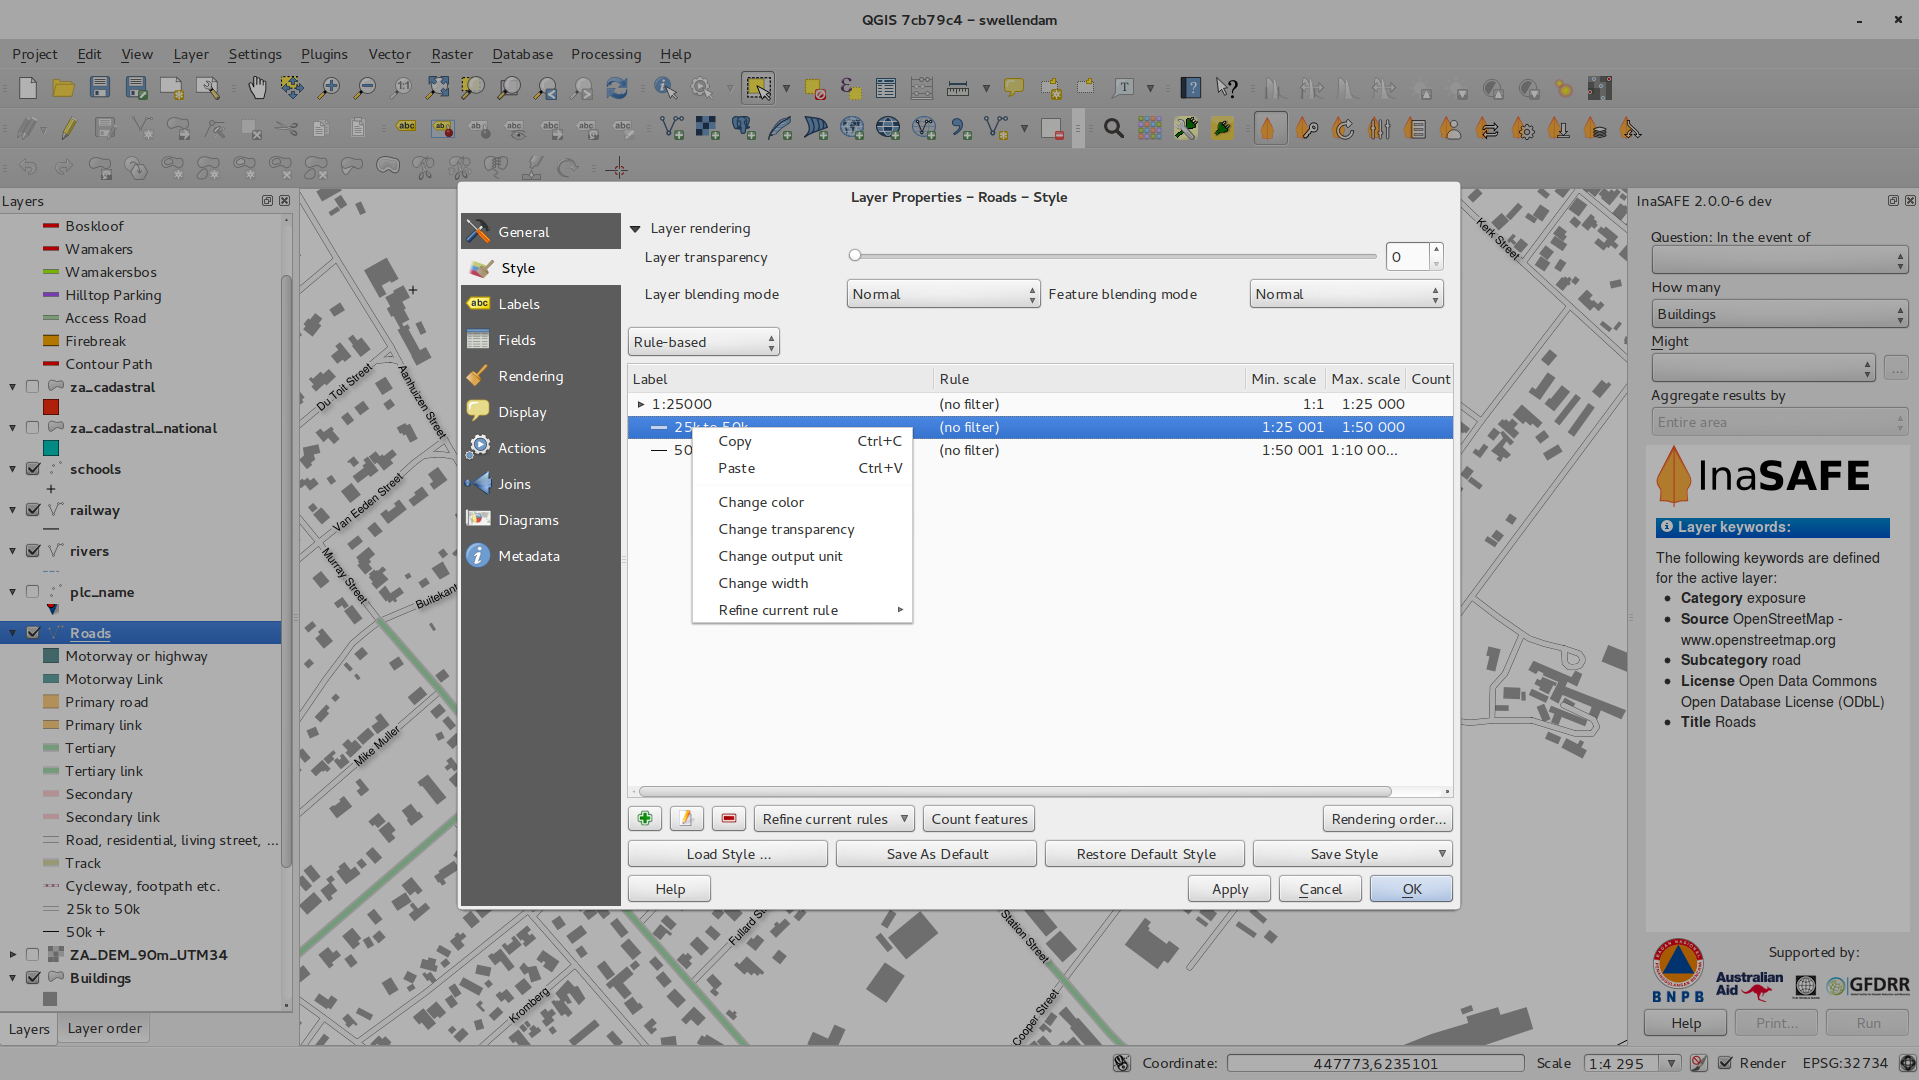 QGIS 7cb79c4 – swellendam
Project Edit View Layer Settings Plugins Vector Raster Database Processing Help
Layers
Boskloof
Wamakers
Wamakersbos
Hilltop Parking
Access Road
Firebreak
Contour Path
za_cadastral
za_cadastral_national
schools
railway
rivers
plc_name
Roads
Motorway or highway
Motorway Link
Primary road
Primary link
Tertiary
Tertiary link
Secondary
Secondary link
Road, residential, living street, ...
Track
Cycleway, footpath etc.
25k to 50k
50k +
ZA_DEM_90m_UTM34
Buildings
Layers Layer order
Du Toit Street
Aanhuizen Street
Van Eeden Street
Murray Street
Buitekant
Mike Muller
Kromberg
Fullard St
Station Street
Cooper Street
Kerk Street
Layer Properties – Roads – Style
General
Style
Labels
Fields
Rendering
Display
Actions
Joins
Diagrams
Metadata
Layer rendering
Layer transparency 0
Layer blending mode Normal Feature blending mode Normal
Rule-based
Label Rule Min. scale Max. scale Count
1:25000 (no filter) 1:1 1:25 000
25k to 50k (no filter) 1:25 001 1:50 000
50 (no filter) 1:50 001 1:10 00...
Copy Ctrl+C
Paste Ctrl+V
Change color
Change transparency
Change output unit
Change width
Refine current rule
Refine current rules Count features Rendering order...
Load Style ... Save As Default Restore Default Style Save Style
Help Apply Cancel OK
InaSAFE 2.0.0-6 dev
Question: In the event of
How many
Buildings
Might
...
Aggregate results by
Entire area
InaSAFE
Layer keywords:
The following keywords are defined
for the active layer:
Category exposure
Source OpenStreetMap -
www.openstreetmap.org
Subcategory road
License Open Data Commons
Open Database License (ODbL)
Title Roads
Supported by:
BNPB
Australian
Aid
GFDRR
Help Print... Run
Coordinate: 447773,6235101 Scale 1:4 295 Render EPSG:32734